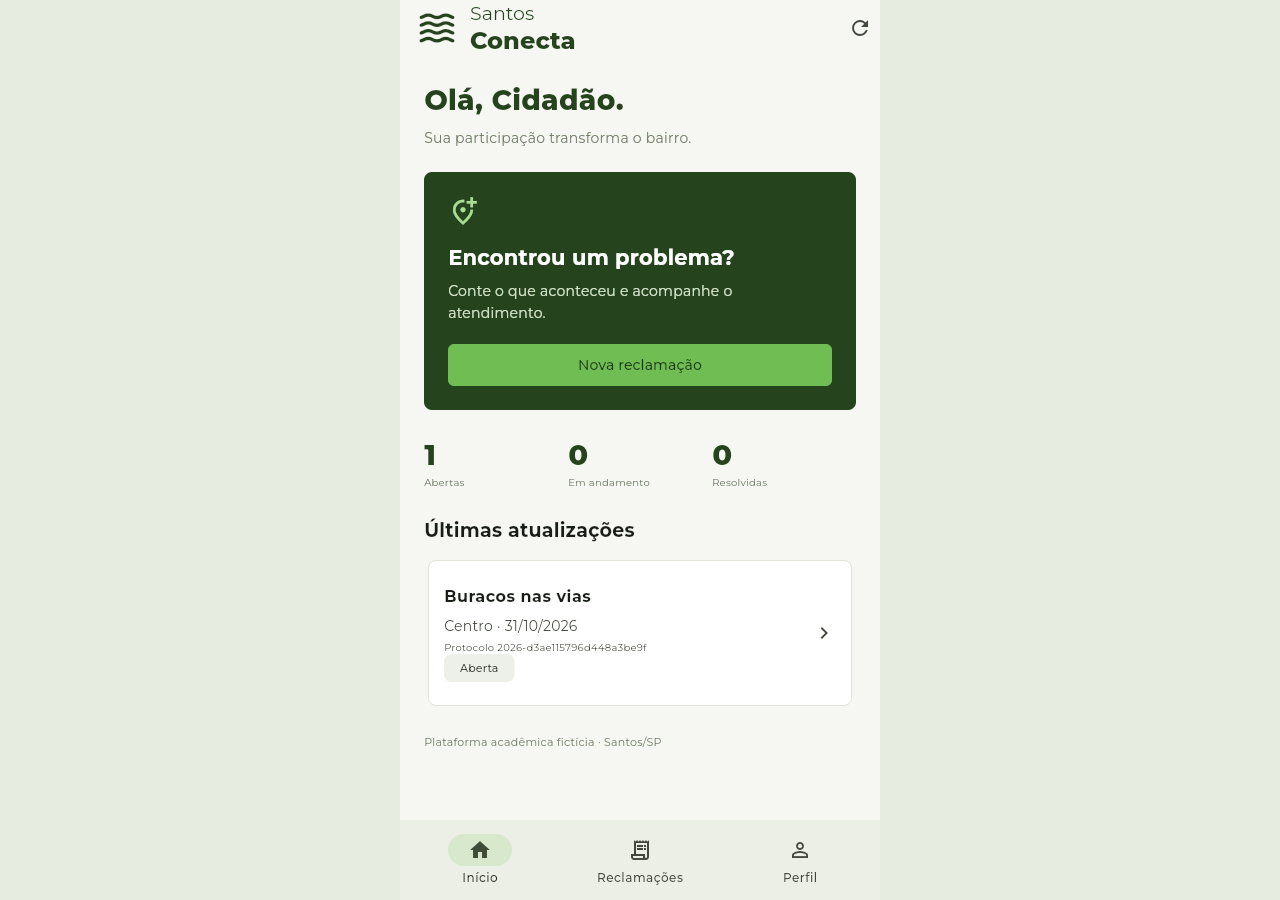 Santos
Conecta
Olá, Cidadão.
Sua participação transforma o bairro.
Encontrou um problema?
Conte o que aconteceu e acompanhe o
atendimento.
Nova reclamação
1 0 0
Abertas Em andamento Resolvidas
Últimas atualizações
Buracos nas vias
Centro · 31/10/2026
Protocolo 2026-d3ae115796d448a3be9f
Aberta
Plataforma acadêmica fictícia · Santos/SP
Início Reclamações Perfil